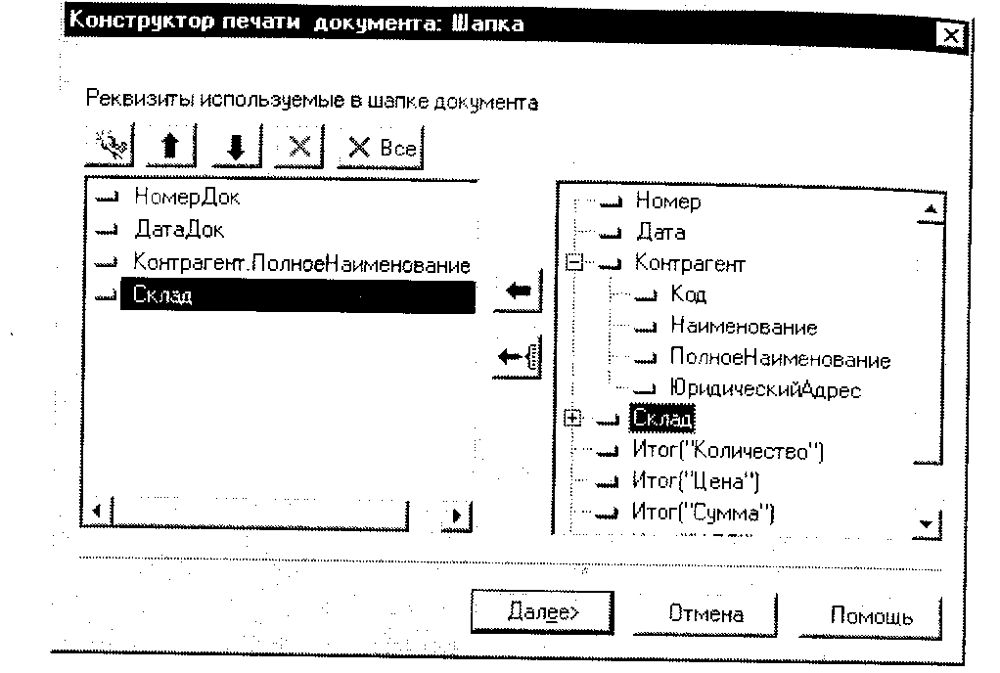 Конструктор печати документа: Шапка
Реквизиты используемые в шапке документа
Все
НомерДок
ДатаДок
Контрагент.ПолноеНаименование
Склад
Номер
Дата
Контрагент
Код
Наименование
ПолноеНаименование
ЮридическийАдрес
Склад
Итог("Количество")
Итог("Цена")
Итог("Сумма")
Далее>
Отмена
Помощь